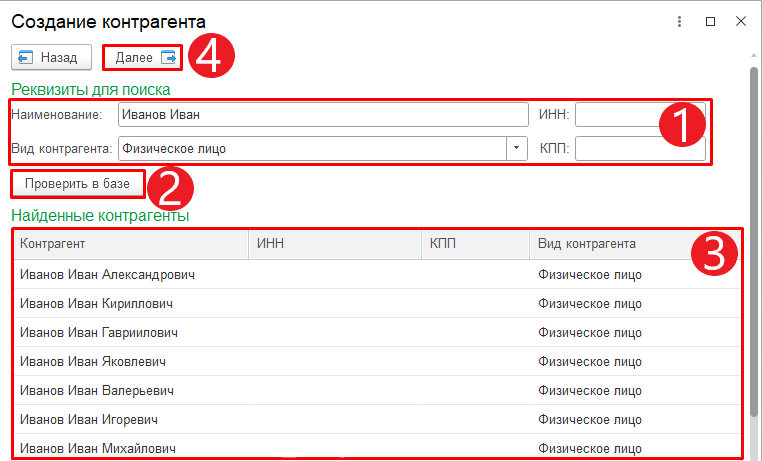 Создание контрагента
Назад Далее 4
Реквизиты для поиска
Наименование: Иванов Иван ИНН: 1
Вид контрагента: Физическое лицо КПП:
Проверить в базе 2
Найденные контрагенты
Контрагент ИНН КПП Вид контрагента 3
Иванов Иван Александрович Физическое лицо
Иванов Иван Кириллович Физическое лицо
Иванов Иван Гавриилович Физическое лицо
Иванов Иван Яковлевич Физическое лицо
Иванов Иван Валерьевич Физическое лицо
Иванов Иван Игоревич Физическое лицо
Иванов Иван Михайлович Физическое лицо